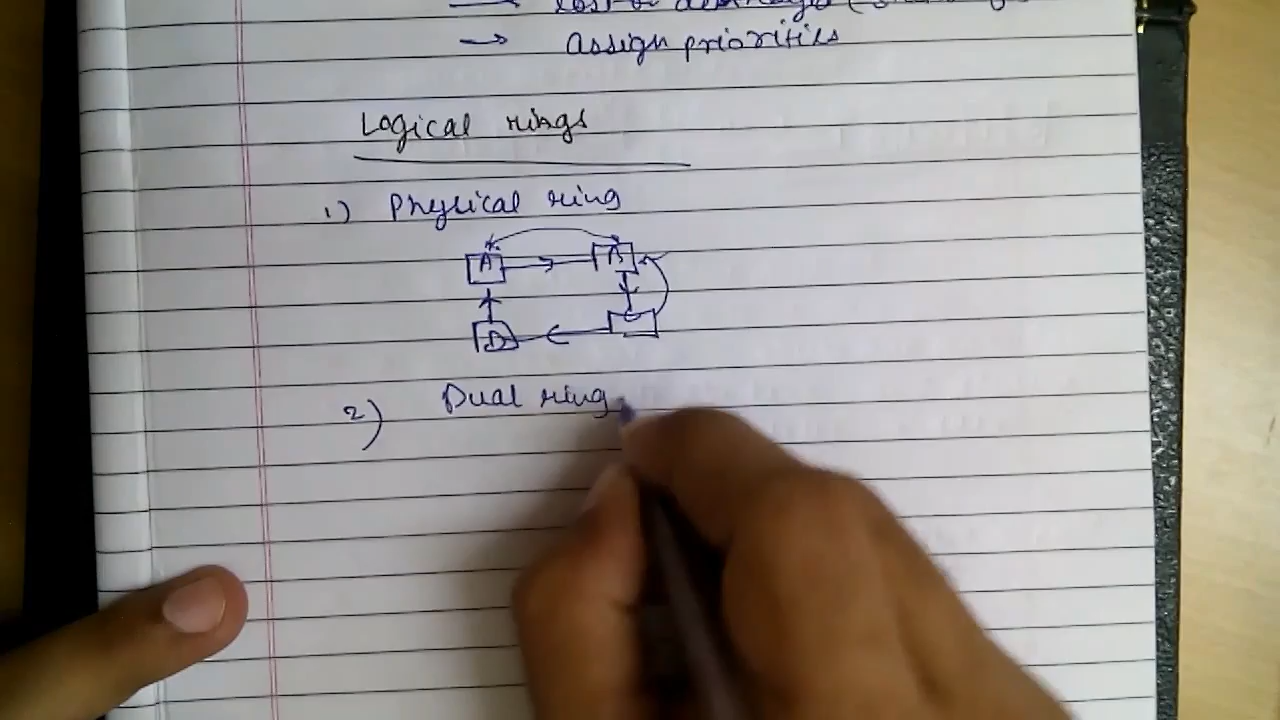 → assign priorities
Logical rings
1) Physical ring
A
D
2) Dual ring